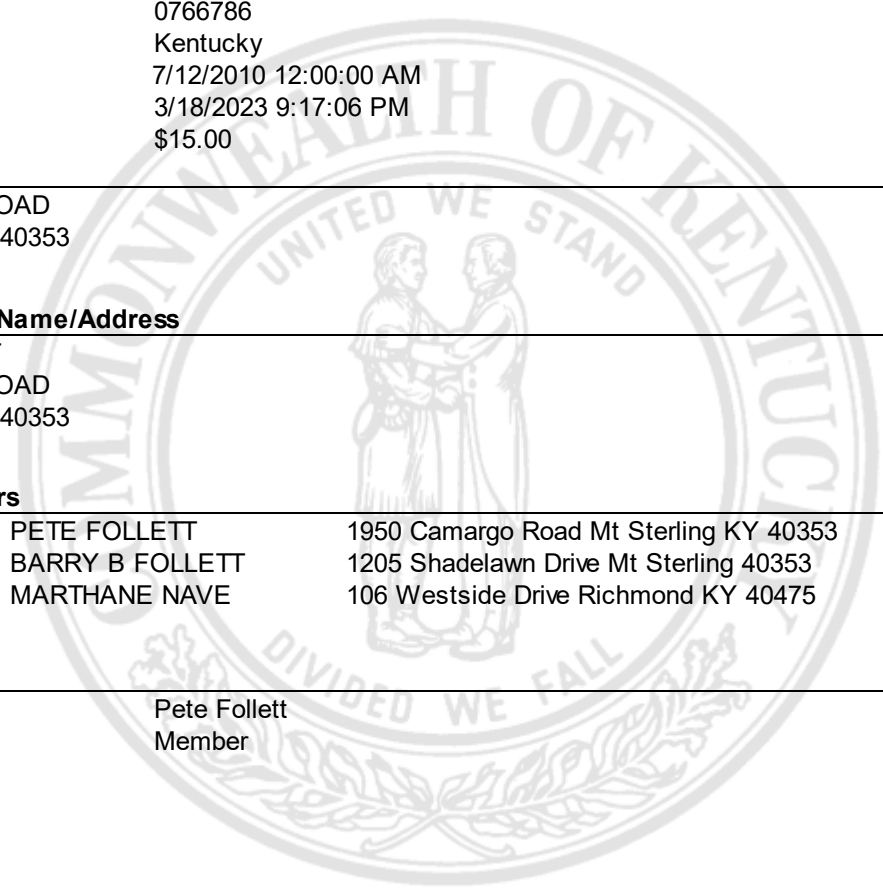 0766786
Kentucky
7/12/2010 12:00:00 AM
3/18/2023 9:17:06 PM
$15.00
OAD
40353
Name/Address
OAD
40353
rs
PETE FOLLETT 1950 Camargo Road Mt Sterling KY 40353
BARRY B FOLLETT 1205 Shadelawn Drive Mt Sterling 40353
MARTHANE NAVE 106 Westside Drive Richmond KY 40475
Pete Follett
Member
COMMONWEALTH OF KENTUCKY
UNITED WE STAND
DIVIDED WE FALL